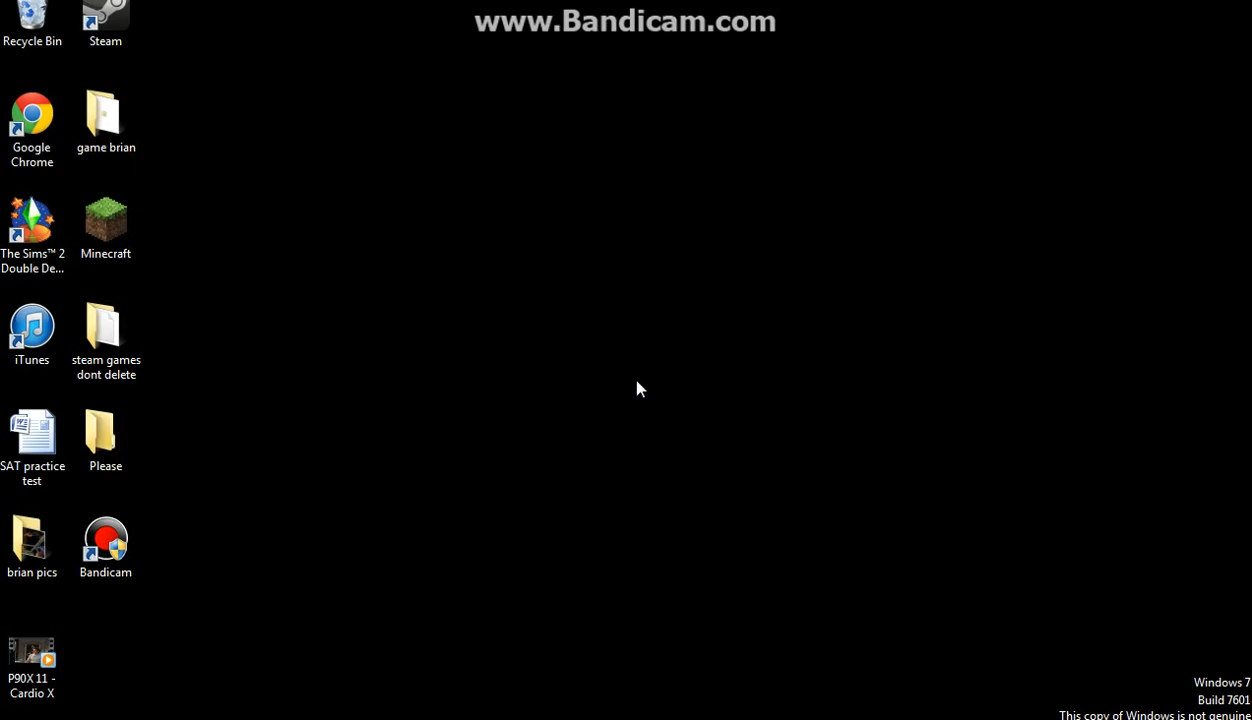 www.Bandicam.com
Recycle Bin
Steam
Google
Chrome
game brian
The Sims™ 2
Double De...
Minecraft
iTunes
steam games
dont delete
SAT practice
test
Please
brian pics
Bandicam
P90X 11 -
Cardio X
Windows 7
Build 7601
This copy of Windows is not genuine